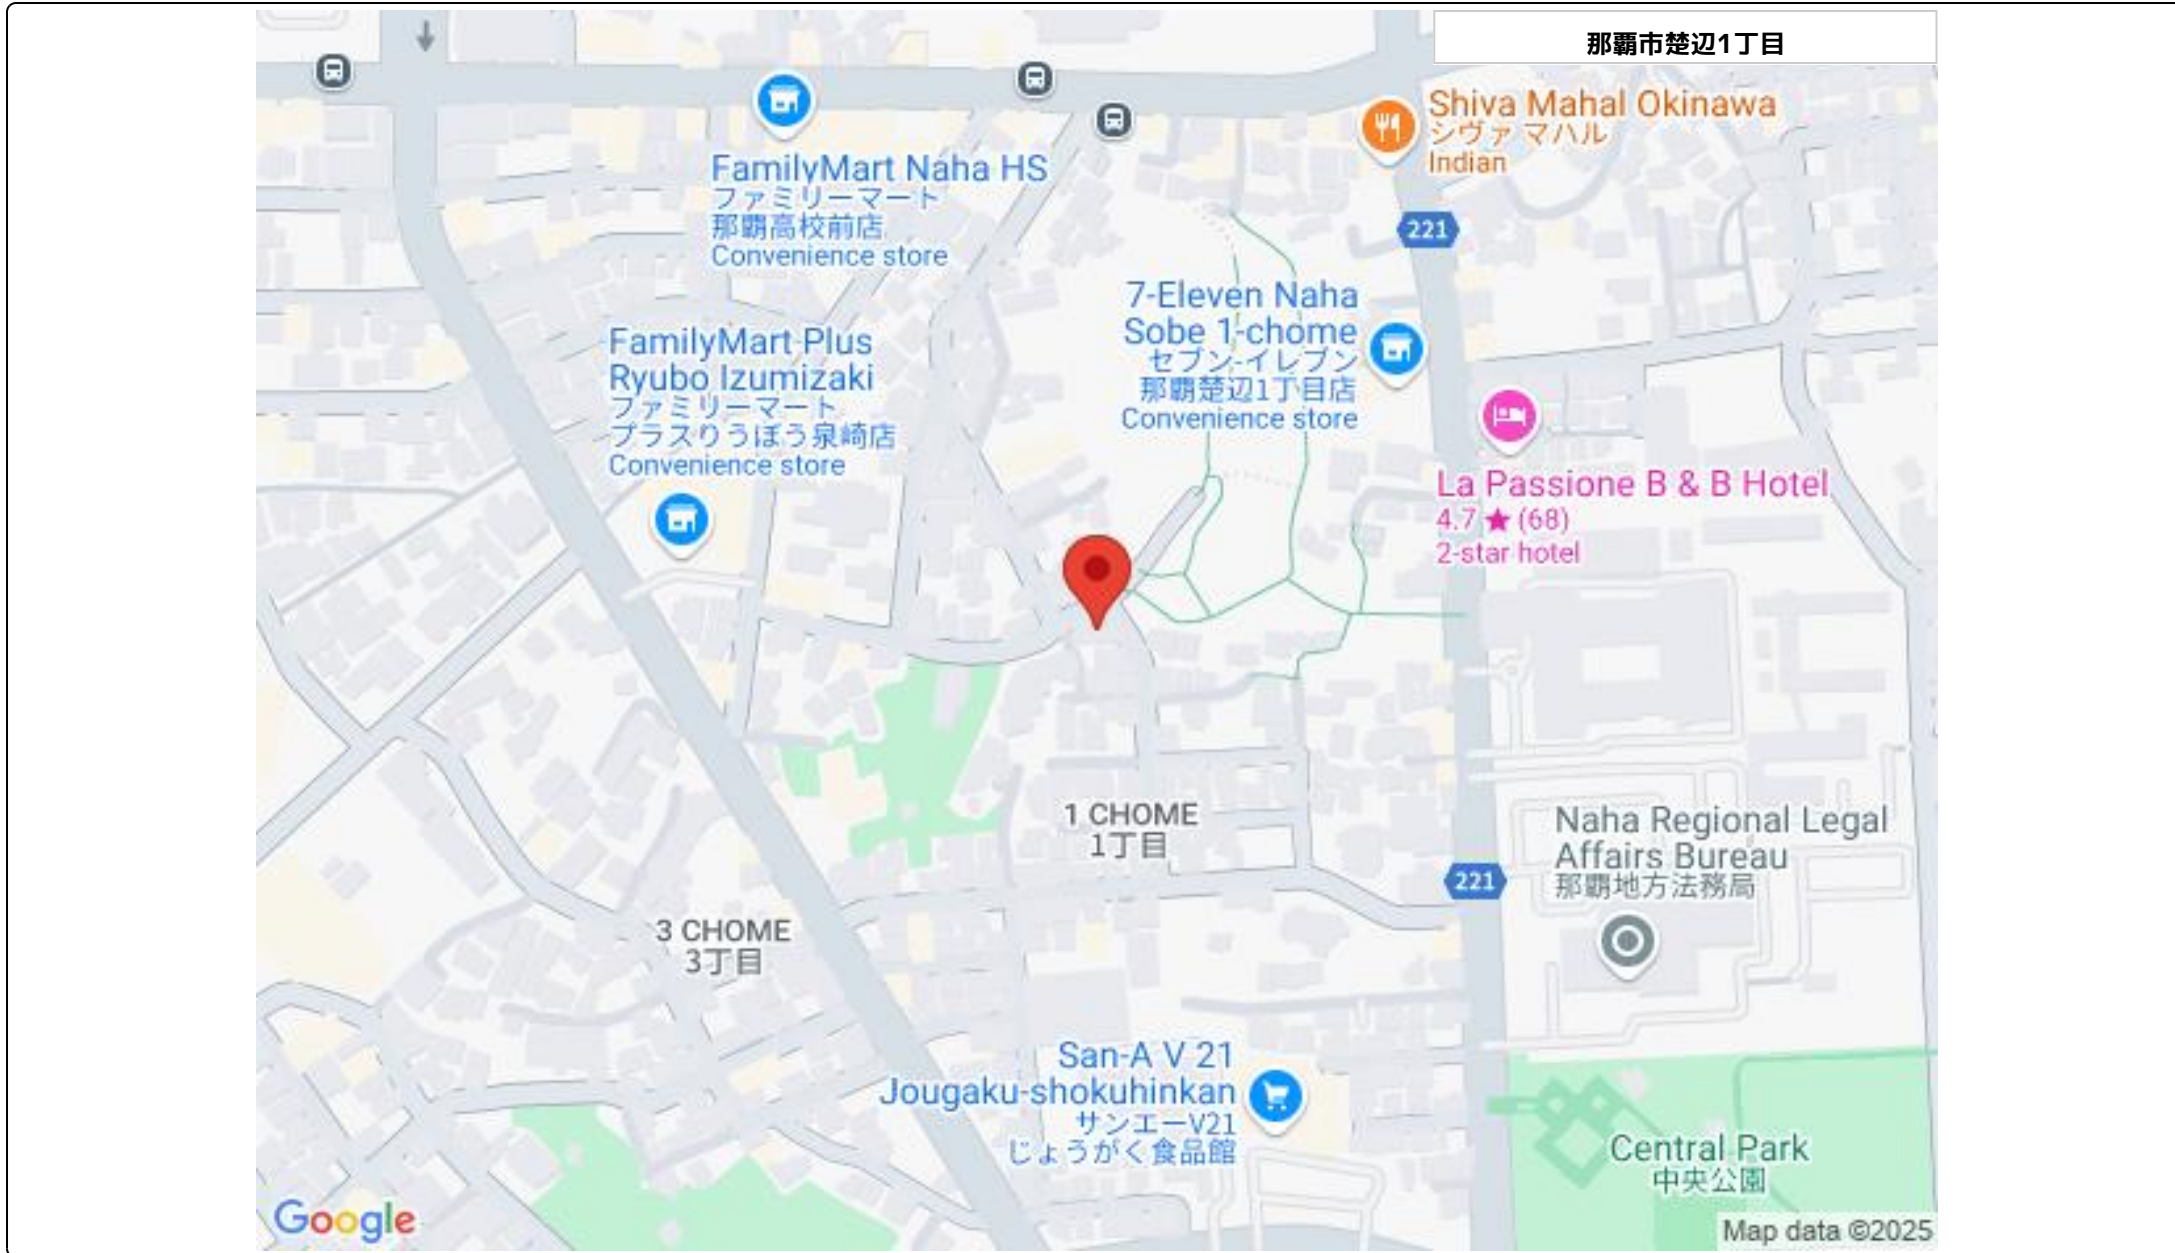 那覇市楚辺1丁目
Shiva Mahal Okinawa
シヴァ マハル
Indian
FamilyMart Naha HS
ファミリーマート
那覇高校前店
Convenience store
221
7-Eleven Naha
Sobe 1-chome
セブン-イレブン
那覇楚辺1丁目店
Convenience store
FamilyMart Plus
Ryubo Izumizaki
ファミリーマート
プラスりうぼう泉崎店
Convenience store
La Passione B & B Hotel
4.7 ★ (68)
2-star hotel
1 CHOME
1丁目
Naha Regional Legal
Affairs Bureau
那覇地方法務局
221
3 CHOME
3丁目
San-A V 21
Jougaku-shokuhinkan
サンエーV21
じょうがく食品館
Central Park
中央公園
Google
Map data ©2025